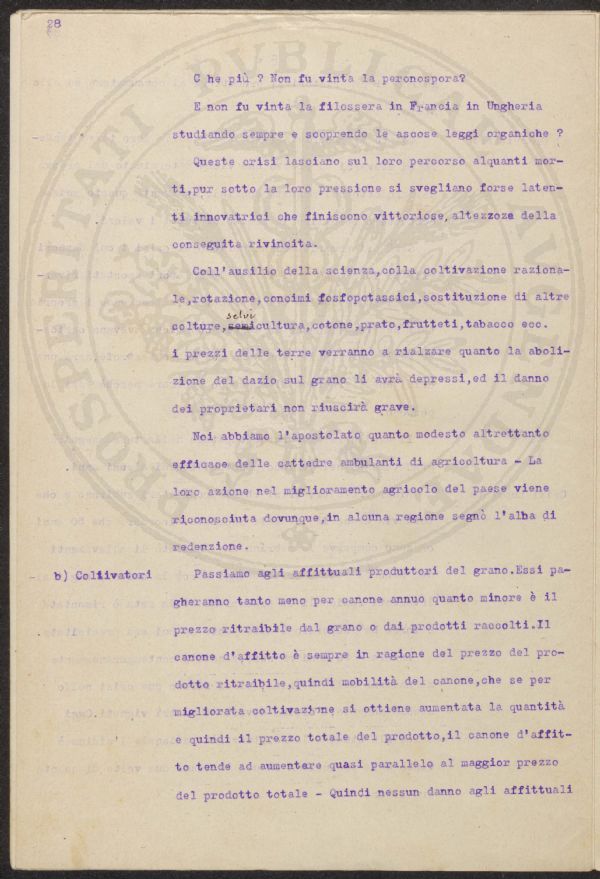 28
C he più ? Non fu vinta la peronospora?
E non fu vinta la filossera in Francia in Ungheria
studiando sempre e scoprendo le ascose leggi organiche ?
Queste crisi lasciano sul loro percorso alquanti mor-
ti,pur sotto la loro pressione si svegliano forse laten-
ti innovatrici che finiscono vittoriose, altezzoze della
conseguita rivincita.
Coll'ausilio della scienza,colla coltivazione raziona-
le,rotazione,concimi fosfopotassici,sostituzione di altre
selvi
colture,semicultura,cotone,prato,frutteti,tabacco ecc.
i prezzi delle terre verranno a rialzare quanto la aboli-
zione del dazio sul grano li avrà depressi,ed il danno
dei proprietari non riuscirà grave.
Noi abbiamo l'apostolato quanto modesto altrettanto
efficace delle cattedre ambulanti di agricoltura - La
loro azione nel miglioramento agricolo del paese viene
riconosciuta dovunque,in alcuna regione segnò l'alba di
redenzione.
b) Coltivatori Passiamo agli affittuali produttori del grano.Essi pa-
gheranno tanto meno per canone annuo quanto minore è il
prezzo ritraibile dal grano o dai prodotti raccolti.Il
canone d'affitto è sempre in ragione del prezzo del pro-
dotto ritraibile,quindi mobilità del canone,che se per
migliorata coltivazione si ottiene aumentata la quantità
e quindi il prezzo totale del prodotto,il canone d'affit-
to tende ad aumentare quasi parallelo al maggior prezzo
del prodotto totale - Quindi nessun danno agli affittuali
PROSPERITATI PVBLICAE AVGENDAE